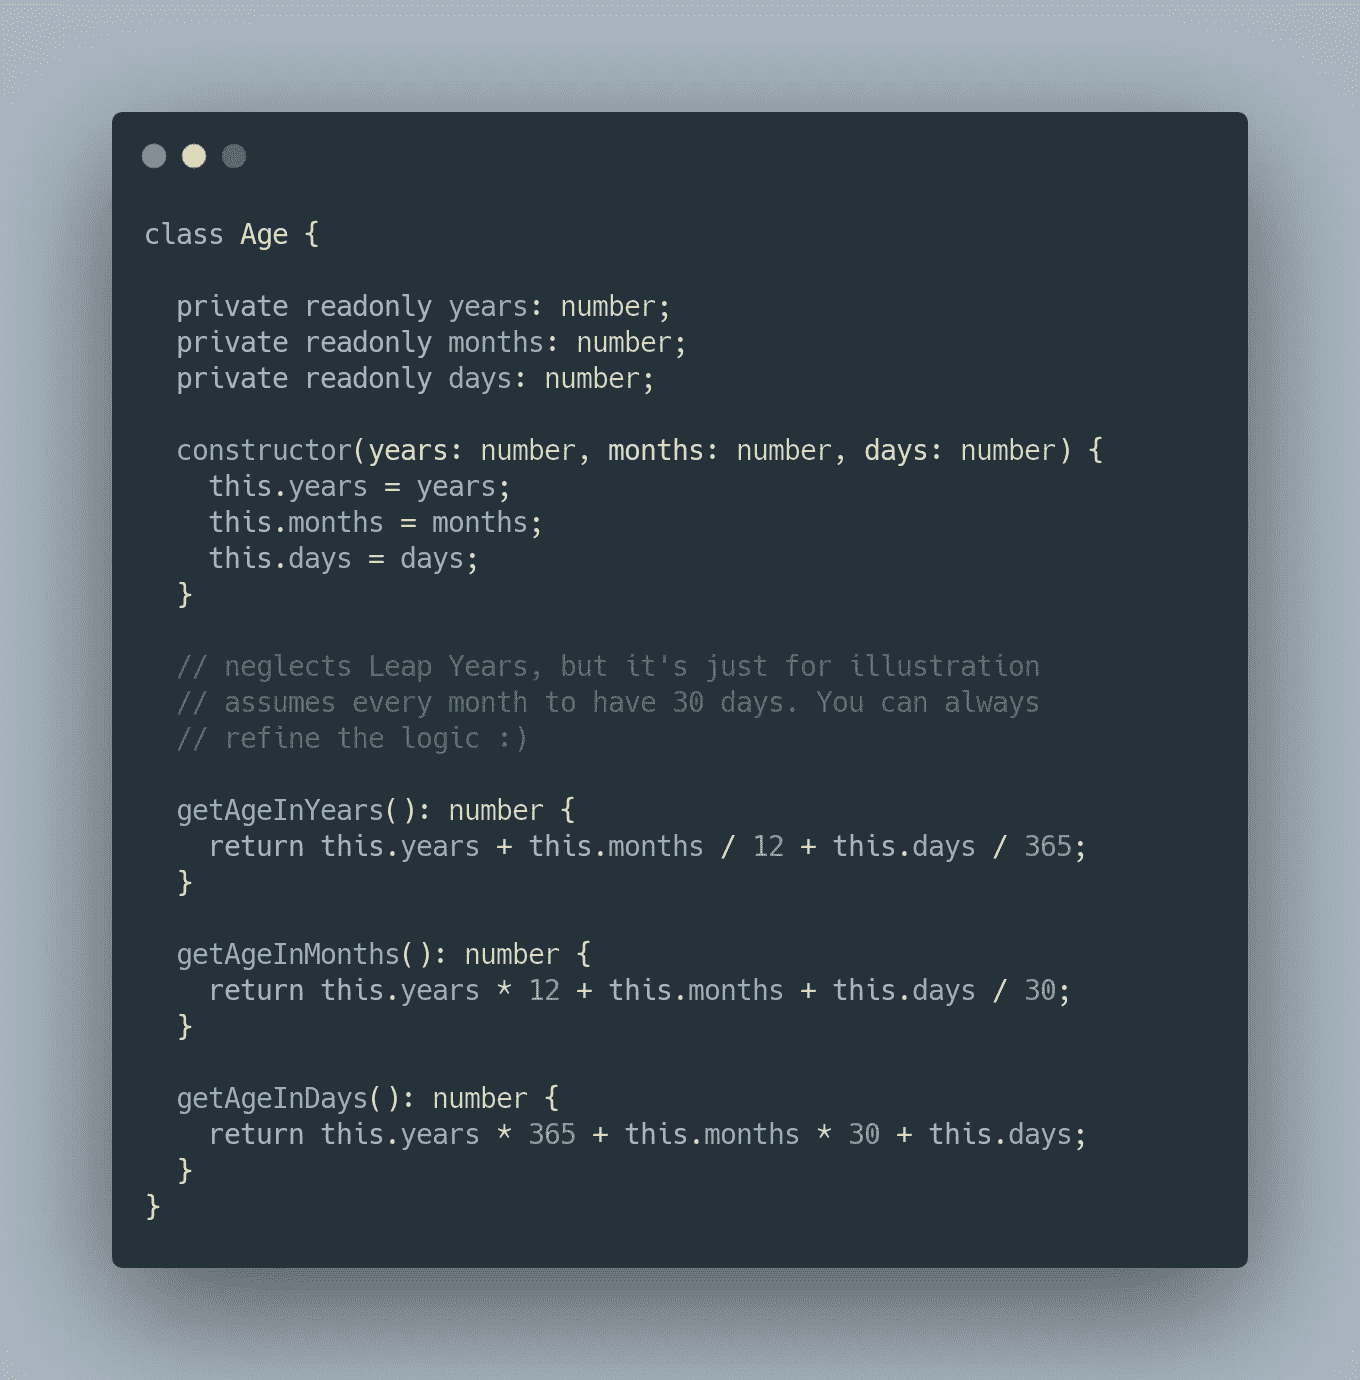 class Age {
private readonly years: number;
private readonly months: number;
private readonly days: number;
constructor(years: number, months: number, days: number) {
this.years = years;
this.months = months;
this.days = days;
}
// neglects Leap Years, but it's just for illustration
// assumes every month to have 30 days. You can always
// refine the logic :)
getAgeInYears(): number {
return this.years + this.months / 12 + this.days / 365;
}
getAgeInMonths(): number {
return this.years * 12 + this.months + this.days / 30;
}
getAgeInDays(): number {
return this.years * 365 + this.months * 30 + this.days;
}
}